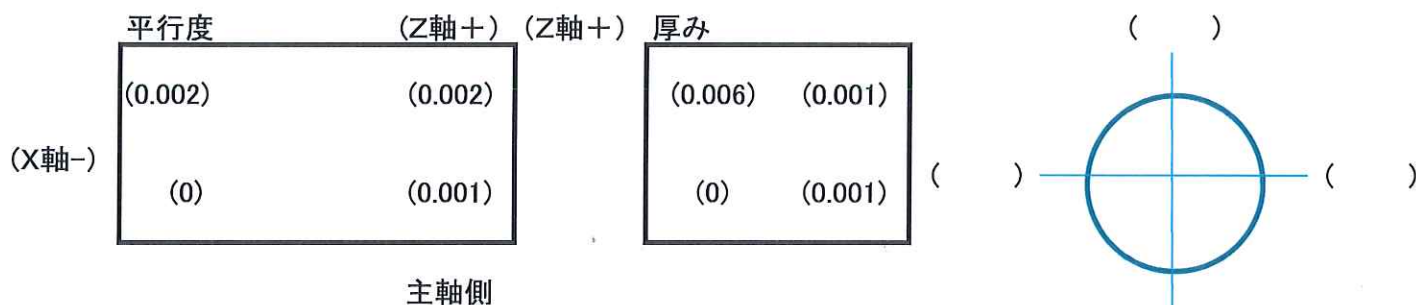 平行度 (Z軸＋) (Z軸＋) 厚み (　　)
(0.002) (0.002) (0.006) (0.001)
(X軸-) (　　) (　　)
(0) (0.001) (0) (0.001)
主軸側